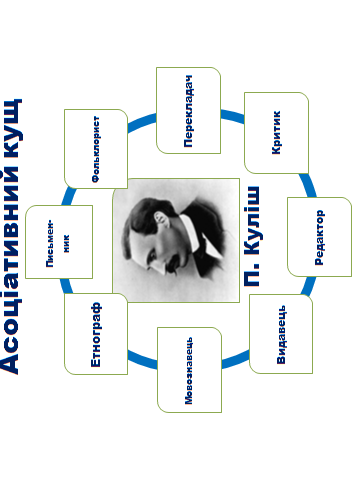 Асоціативний кущ
Письмен-
ник
Фольклорист
Перекладач
Критик
Редактор
Видавець
Мовознавець
Етнограф
П. Куліш